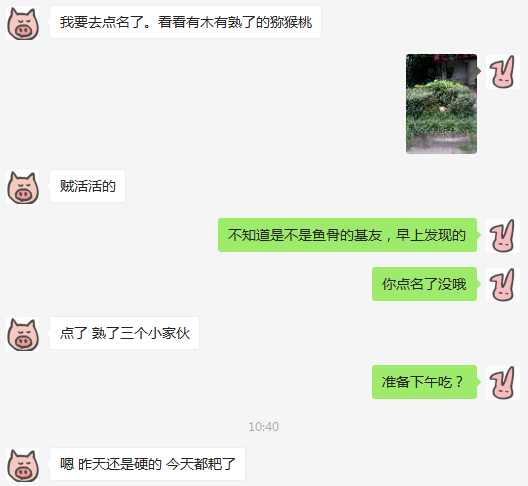 我要去点名了。看看有木有熟了的猕猴桃
贼活活的
不知道是不是鱼骨的基友，早上发现的
你点名了没哦
点了 熟了三个小家伙
准备下午吃？
10:40
嗯 昨天还是硬的 今天都耙了